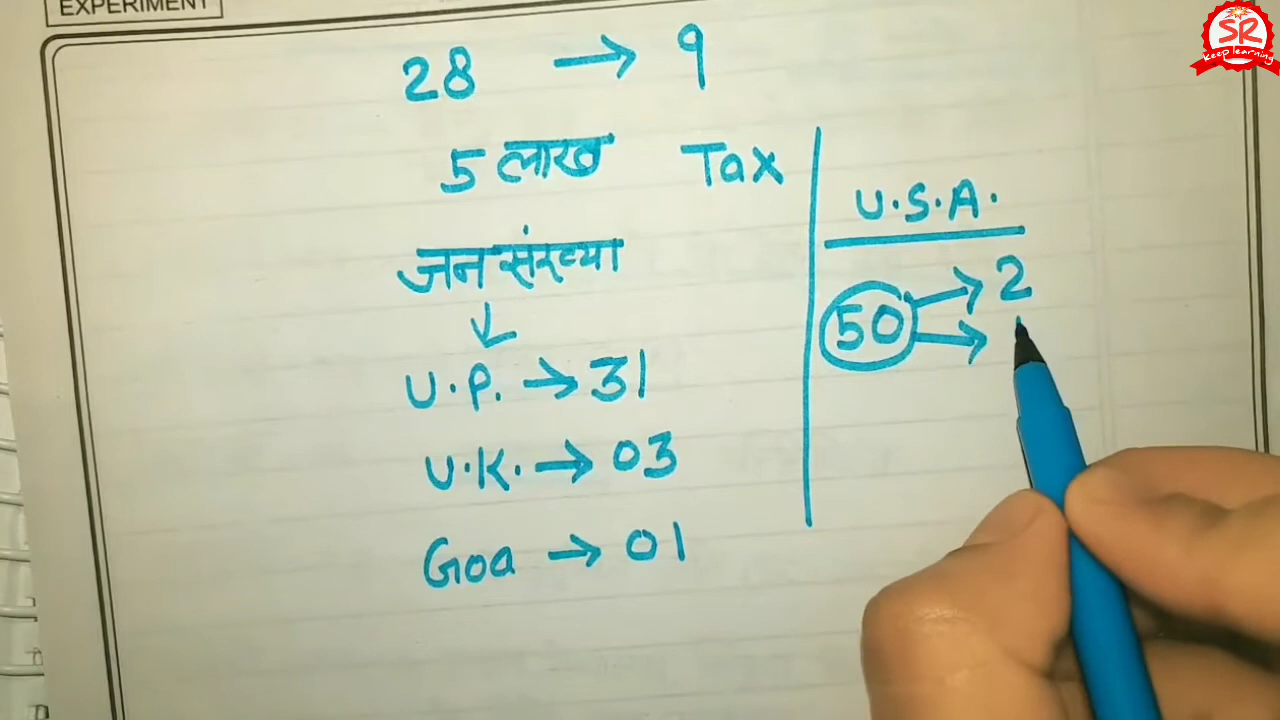 EXPERIMENT
SR
keep learning
28 → 9
5 लाख Tax
जन संख्या
↓
U.P. → 31
U.K. → 03
Goa → 01
U.S.A.
50 → 2
→